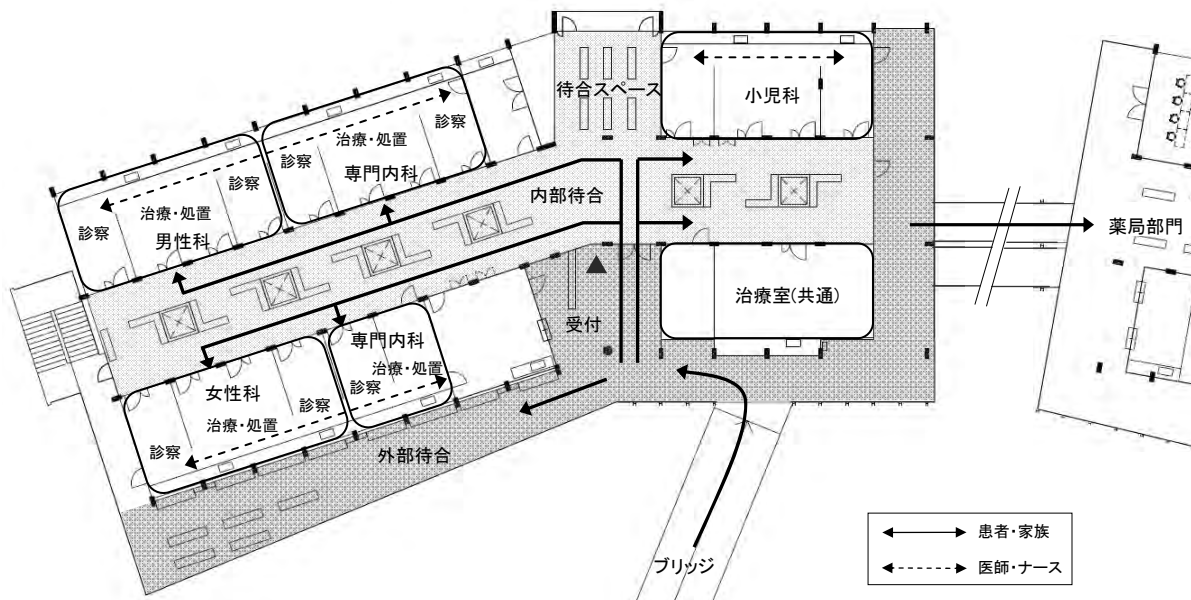 待合スペース
小児科
診察
治療・処置
診察
専門内科
診察
治療・処置
診察
男性科
内部待合
薬局部門
治療室(共通)
受付
専門内科
治療・処置
診察
女性科
診察
治療・処置
診察
外部待合
ブリッジ
患者・家族
医師・ナース